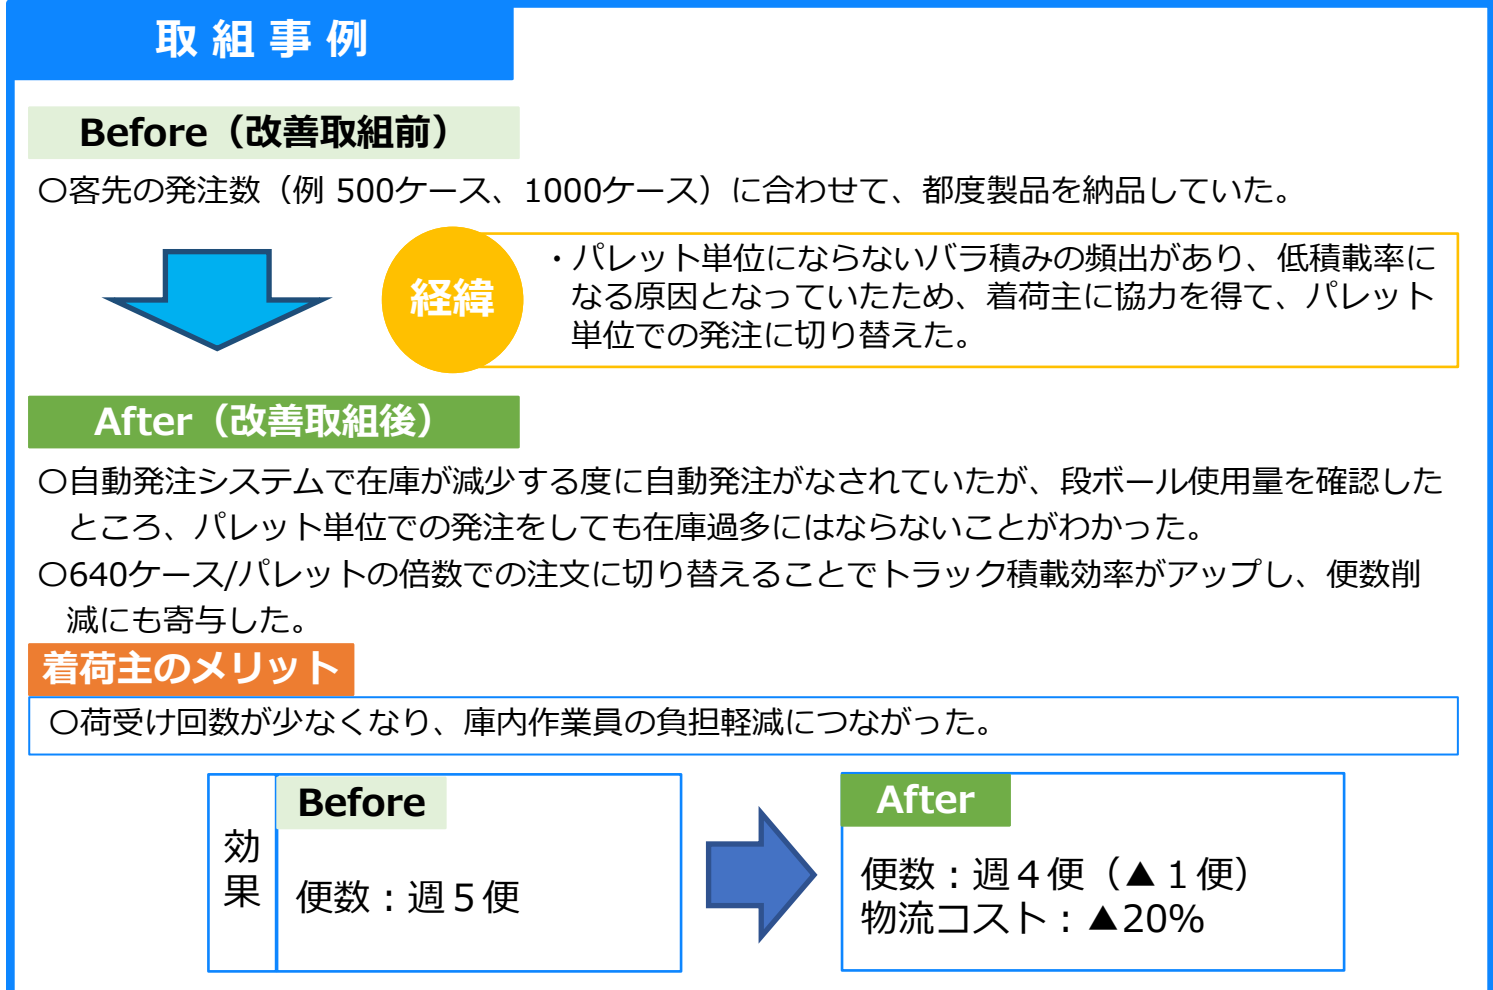 取組事例
Before（改善取組前）
〇客先の発注数（例 500ケース、1000ケース）に合わせて、都度製品を納品していた。
経緯
・パレット単位にならないバラ積みの頻出があり、低積載率に
なる原因となっていたため、着荷主に協力を得て、パレット
単位での発注に切り替えた。
After（改善取組後）
〇自動発注システムで在庫が減少する度に自動発注がなされていたが、段ボール使用量を確認した
ところ、パレット単位での発注をしても在庫過多にはならないことがわかった。
〇640ケース/パレットの倍数での注文に切り替えることでトラック積載効率がアップし、便数削
減にも寄与した。
着荷主のメリット
〇荷受け回数が少なくなり、庫内作業員の負担軽減につながった。
効果
Before
便数：週５便
After
便数：週４便（▲１便）
物流コスト：▲20%